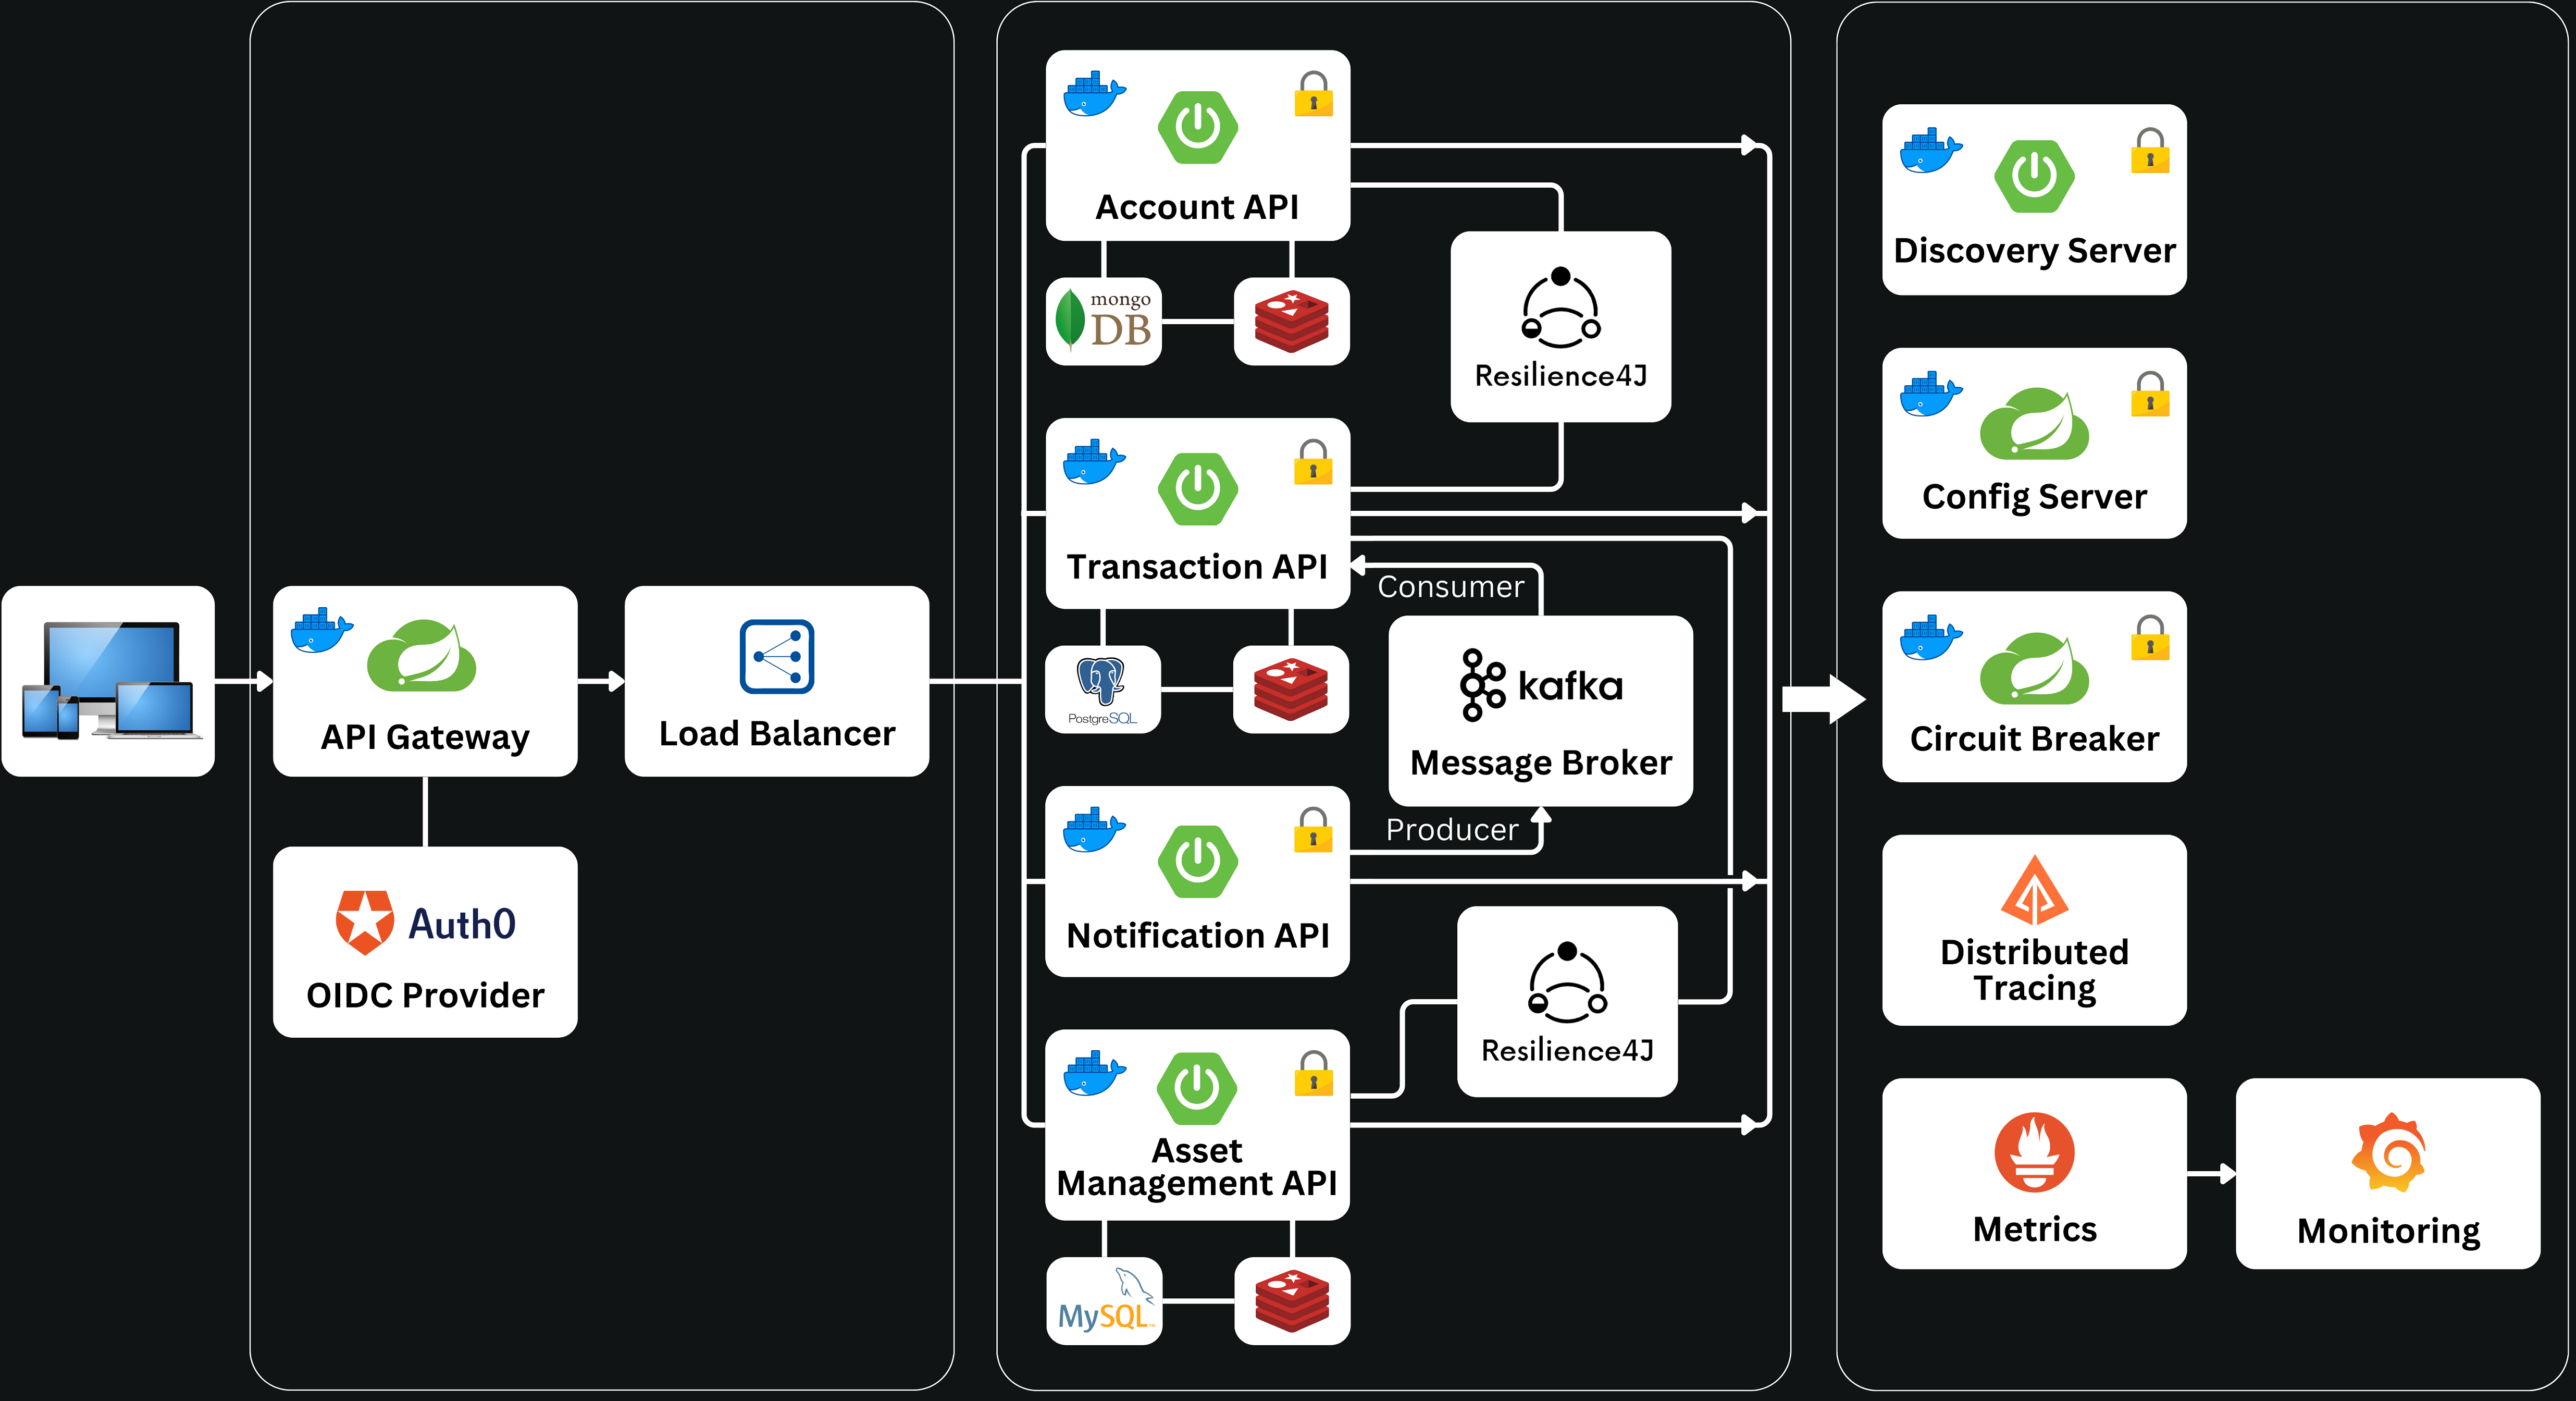 API Gateway
Auth0
OIDC Provider
Load Balancer
Account API
mongo
DB
Resilience4J
Transaction API
PostgreSQL
Consumer
kafka
Message Broker
Producer
Notification API
Resilience4J
Asset
Management API
MySQL
Discovery Server
Config Server
Circuit Breaker
Distributed
Tracing
Metrics
Monitoring